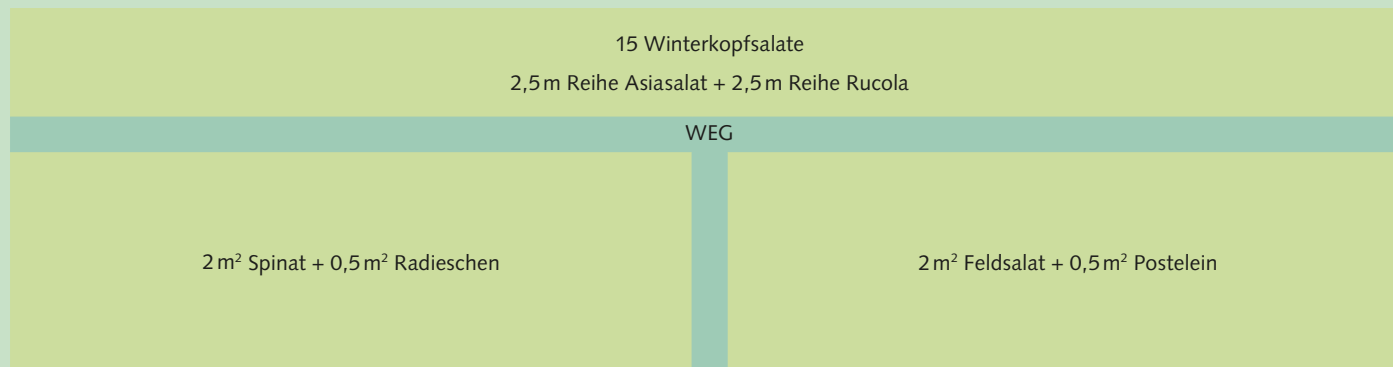 15 Winterkopfsalate
2,5 m Reihe Asiasalat + 2,5 m Reihe Rucola
WEG
2 m² Spinat + 0,5 m² Radieschen
2 m² Feldsalat + 0,5 m² Postelein